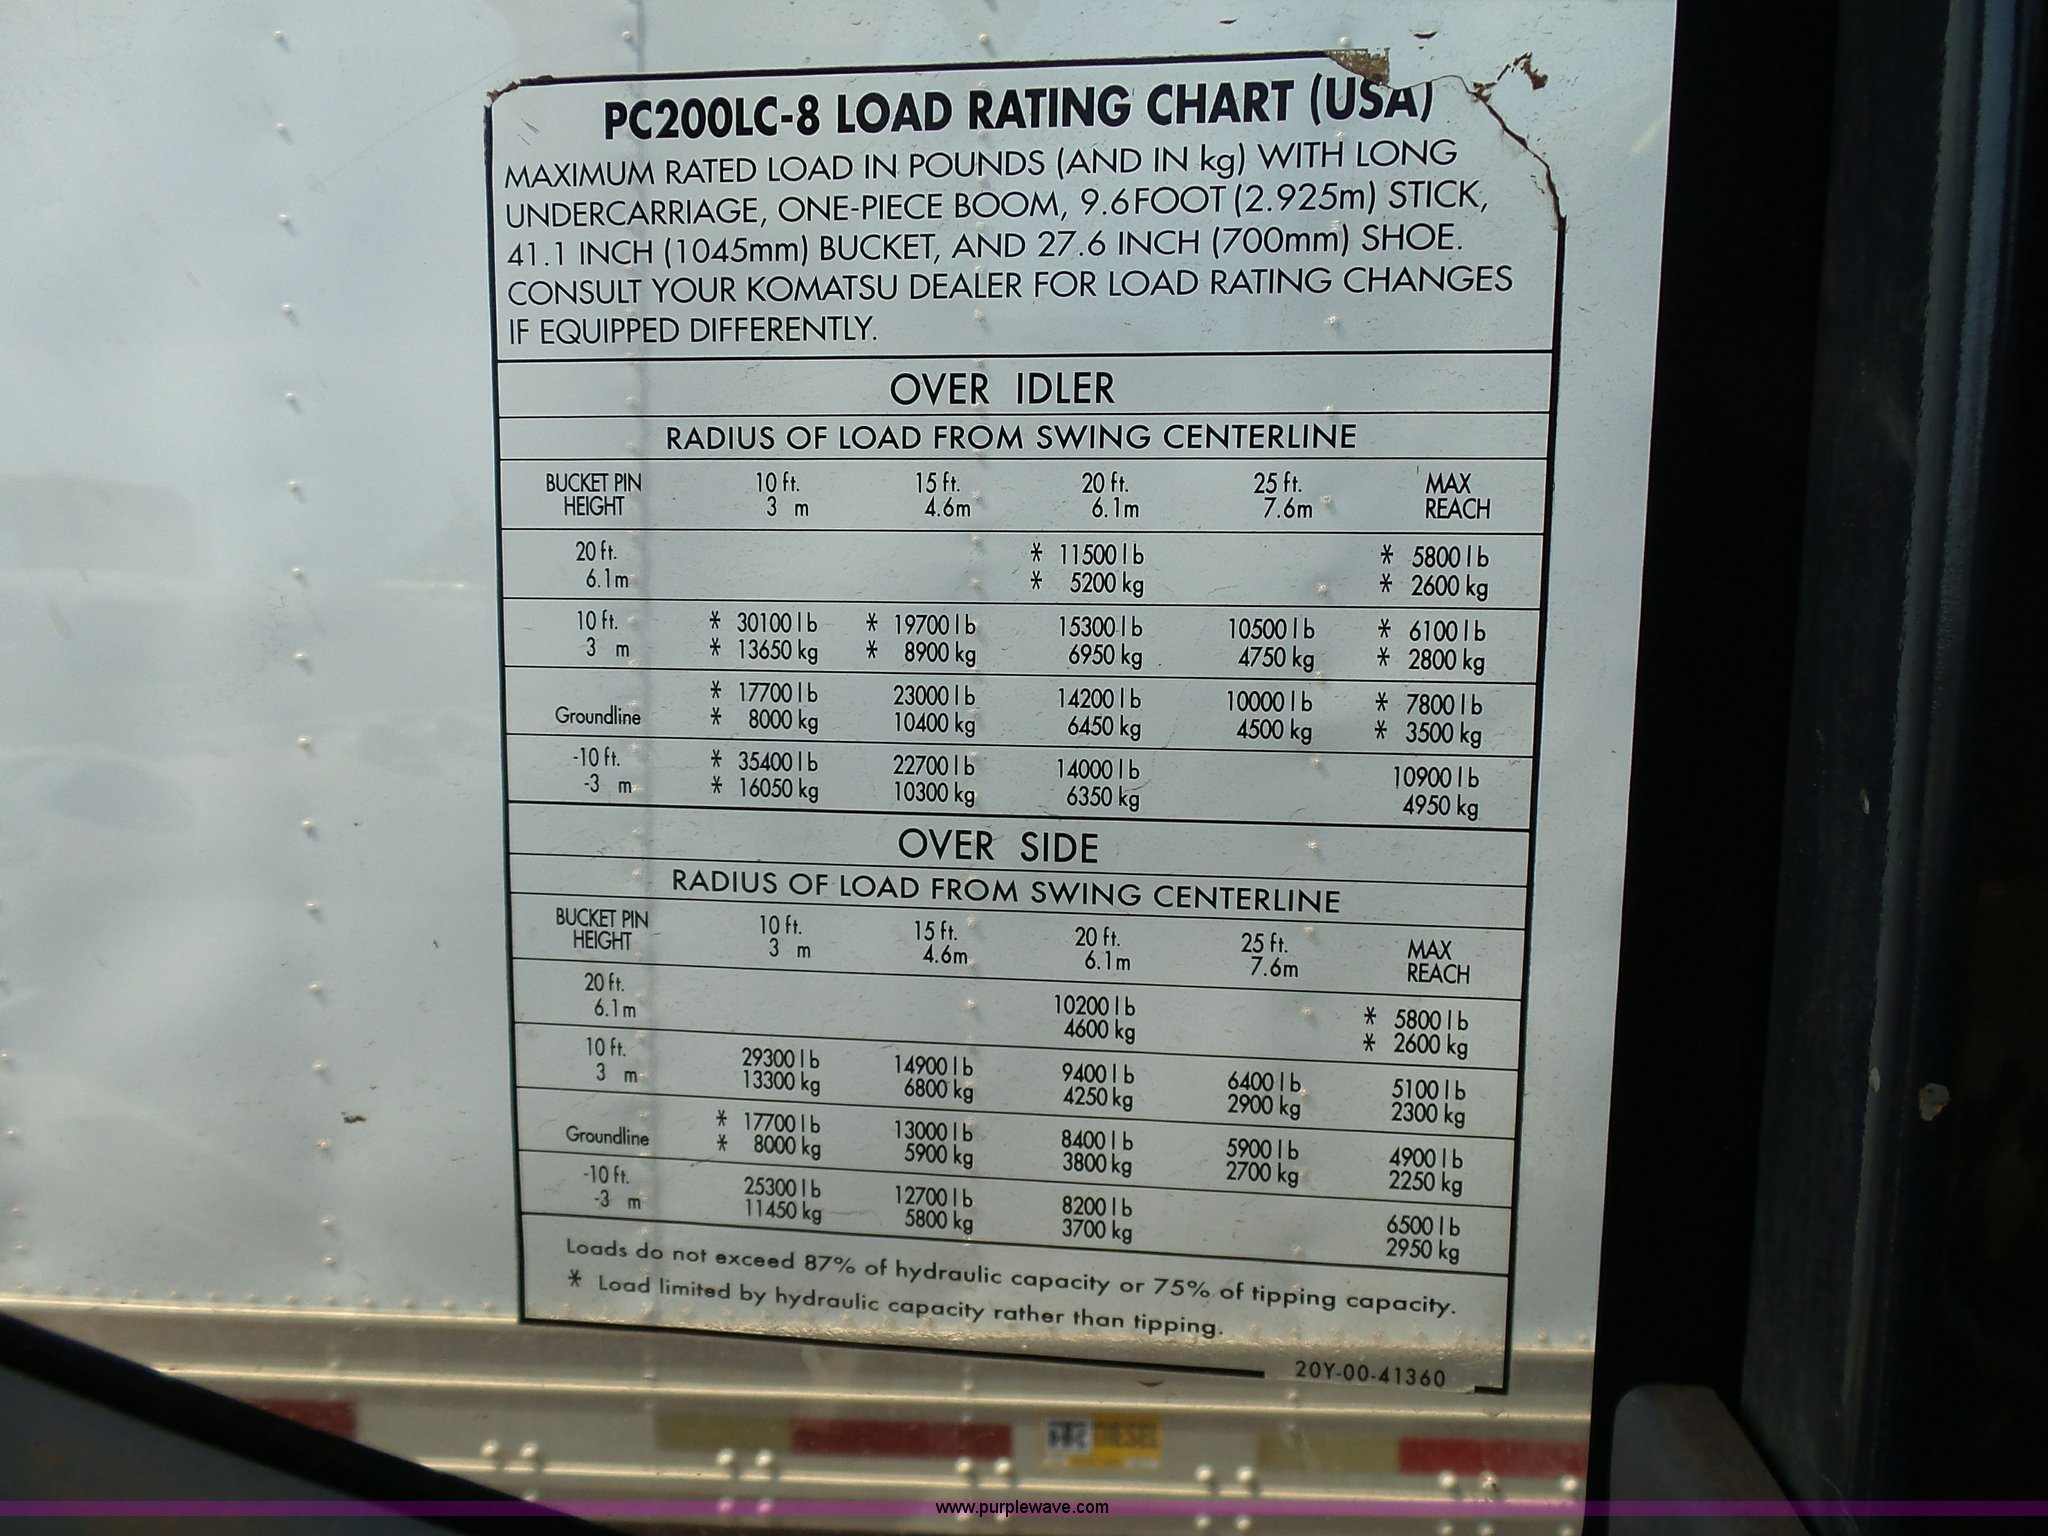 PC200LC-8 LOAD RATING CHART (USA)
MAXIMUM RATED LOAD IN POUNDS (AND IN kg) WITH LONG
UNDERCARRIAGE, ONE-PIECE BOOM, 9.6FOOT (2.925m) STICK,
41.1 INCH (1045mm) BUCKET, AND 27.6 INCH (700mm) SHOE.
CONSULT YOUR KOMATSU DEALER FOR LOAD RATING CHANGES
IF EQUIPPED DIFFERENTLY.
OVER IDLER
RADIUS OF LOAD FROM SWING CENTERLINE
BUCKET PIN 10 ft. 15 ft. 20 ft. 25 ft. MAX
HEIGHT 3 m 4.6m 6.1m 7.6m REACH
20 ft. * 11500 lb * 5800 lb
6.1m * 5200 kg * 2600 kg
10 ft. * 30100 lb * 19700 lb 15300 lb 10500 lb * 6100 lb
3 m * 13650 kg * 8900 kg 6950 kg 4750 kg * 2800 kg
* 17700 lb 23000 lb 14200 lb 10000 lb * 7800 lb
Groundline * 8000 kg 10400 kg 6450 kg 4500 kg * 3500 kg
-10 ft. * 35400 lb 22700 lb 14000 lb 10900 lb
-3 m * 16050 kg 10300 kg 6350 kg 4950 kg
OVER SIDE
RADIUS OF LOAD FROM SWING CENTERLINE
BUCKET PIN 10 ft. 15 ft. 20 ft. 25 ft. MAX
HEIGHT 3 m 4.6m 6.1m 7.6m REACH
20 ft. 10200 lb * 5800 lb
6.1m 4600 kg * 2600 kg
10 ft. 29300 lb 14900 lb 9400 lb 6400 lb 5100 lb
3 m 13300 kg 6800 kg 4250 kg 2900 kg 2300 kg
* 17700 lb 13000 lb 8400 lb 5900 lb 4900 lb
Groundline * 8000 kg 5900 kg 3800 kg 2700 kg 2250 kg
-10 ft. 25300 lb 12700 lb 8200 lb 6500 lb
-3 m 11450 kg 5800 kg 3700 kg 2950 kg
Loads do not exceed 87% of hydraulic capacity or 75% of tipping capacity.
* Load limited by hydraulic capacity rather than tipping.
20Y-00-41360
DIESEL
www.purplewave.com